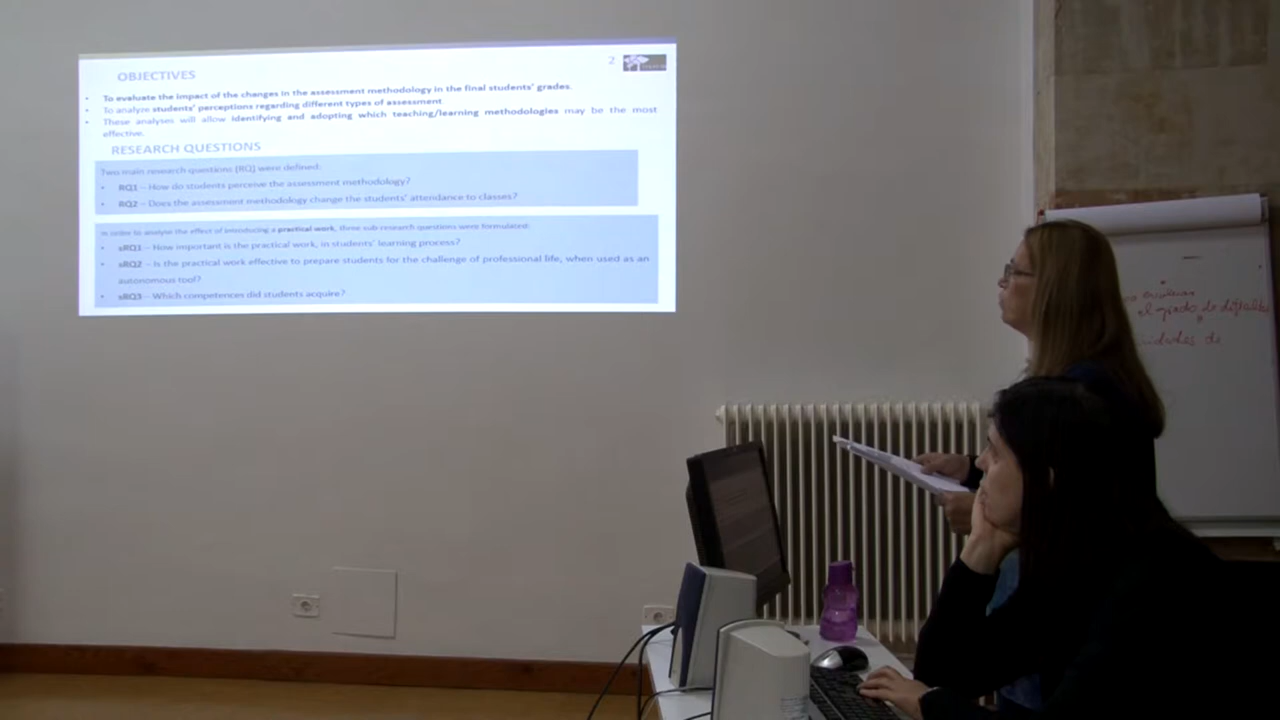 2
OBJECTIVES
• To evaluate the impact of the changes in the assessment methodology in the final students' grades.
• To analyze students' perceptions regarding different types of assessment
• These analyses will allow identifying and adopting which teaching/learning methodologies may be the most
effective.
RESEARCH QUESTIONS
Two main research questions (RQ) were defined:
• RQ1 – How do students perceive the assessment methodology?
• RQ2 – Does the assessment methodology change the students' attendance to classes?
In order to analyse the effect of introducing a practical work, three sub research questions were formulated:
• sRQ1 – How important is the practical work, in students' learning process?
• sRQ2 – Is the practical work effective to prepare students for the challenge of professional life, when used as an
autonomous tool?
• sRQ3 – Which competences did students acquire?
el grado de
de